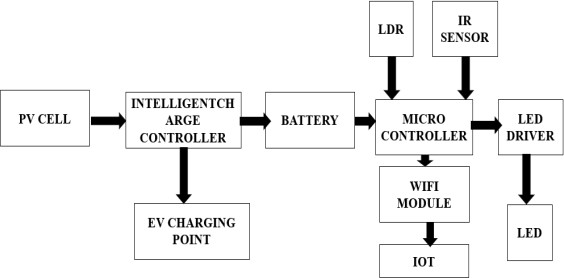 LDR
IR
SENSOR
PV CELL
INTELLIGENTCH
ARGE
CONTROLLER
BATTERY
MICRO
CONTROLLER
LED
DRIVER
WIFI
MODULE
EV CHARGING
POINT
LED
IOT